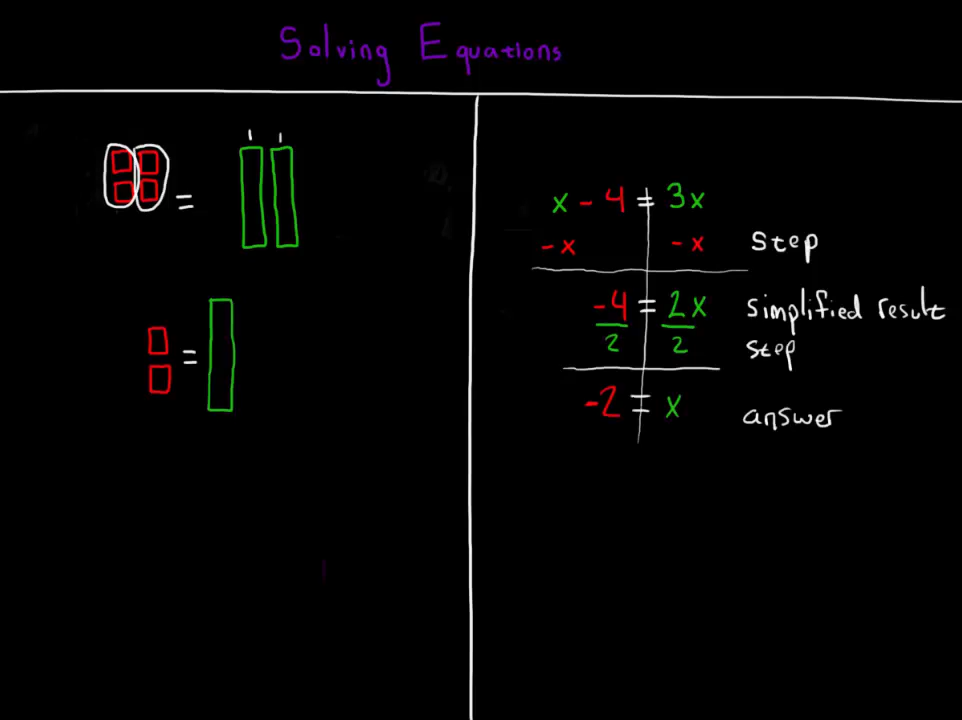 Solving Equations
=
=
x - 4 = 3x
-x -x step
-4 = 2x simplified result
2 2 step
-2 = x answer